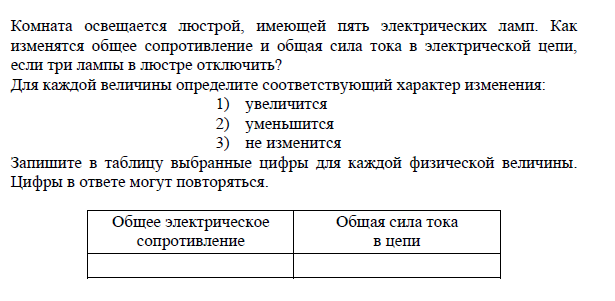 Комната освещается люстрой, имеющей пять электрических ламп. Как
изменятся общее сопротивление и общая сила тока в электрической цепи,
если три лампы в люстре отключить?
Для каждой величины определите соответствующий характер изменения:
1) увеличится
2) уменьшится
3) не изменится
Запишите в таблицу выбранные цифры для каждой физической величины.
Цифры в ответе могут повторяться.
Общее электрическое
сопротивление
Общая сила тока
в цепи